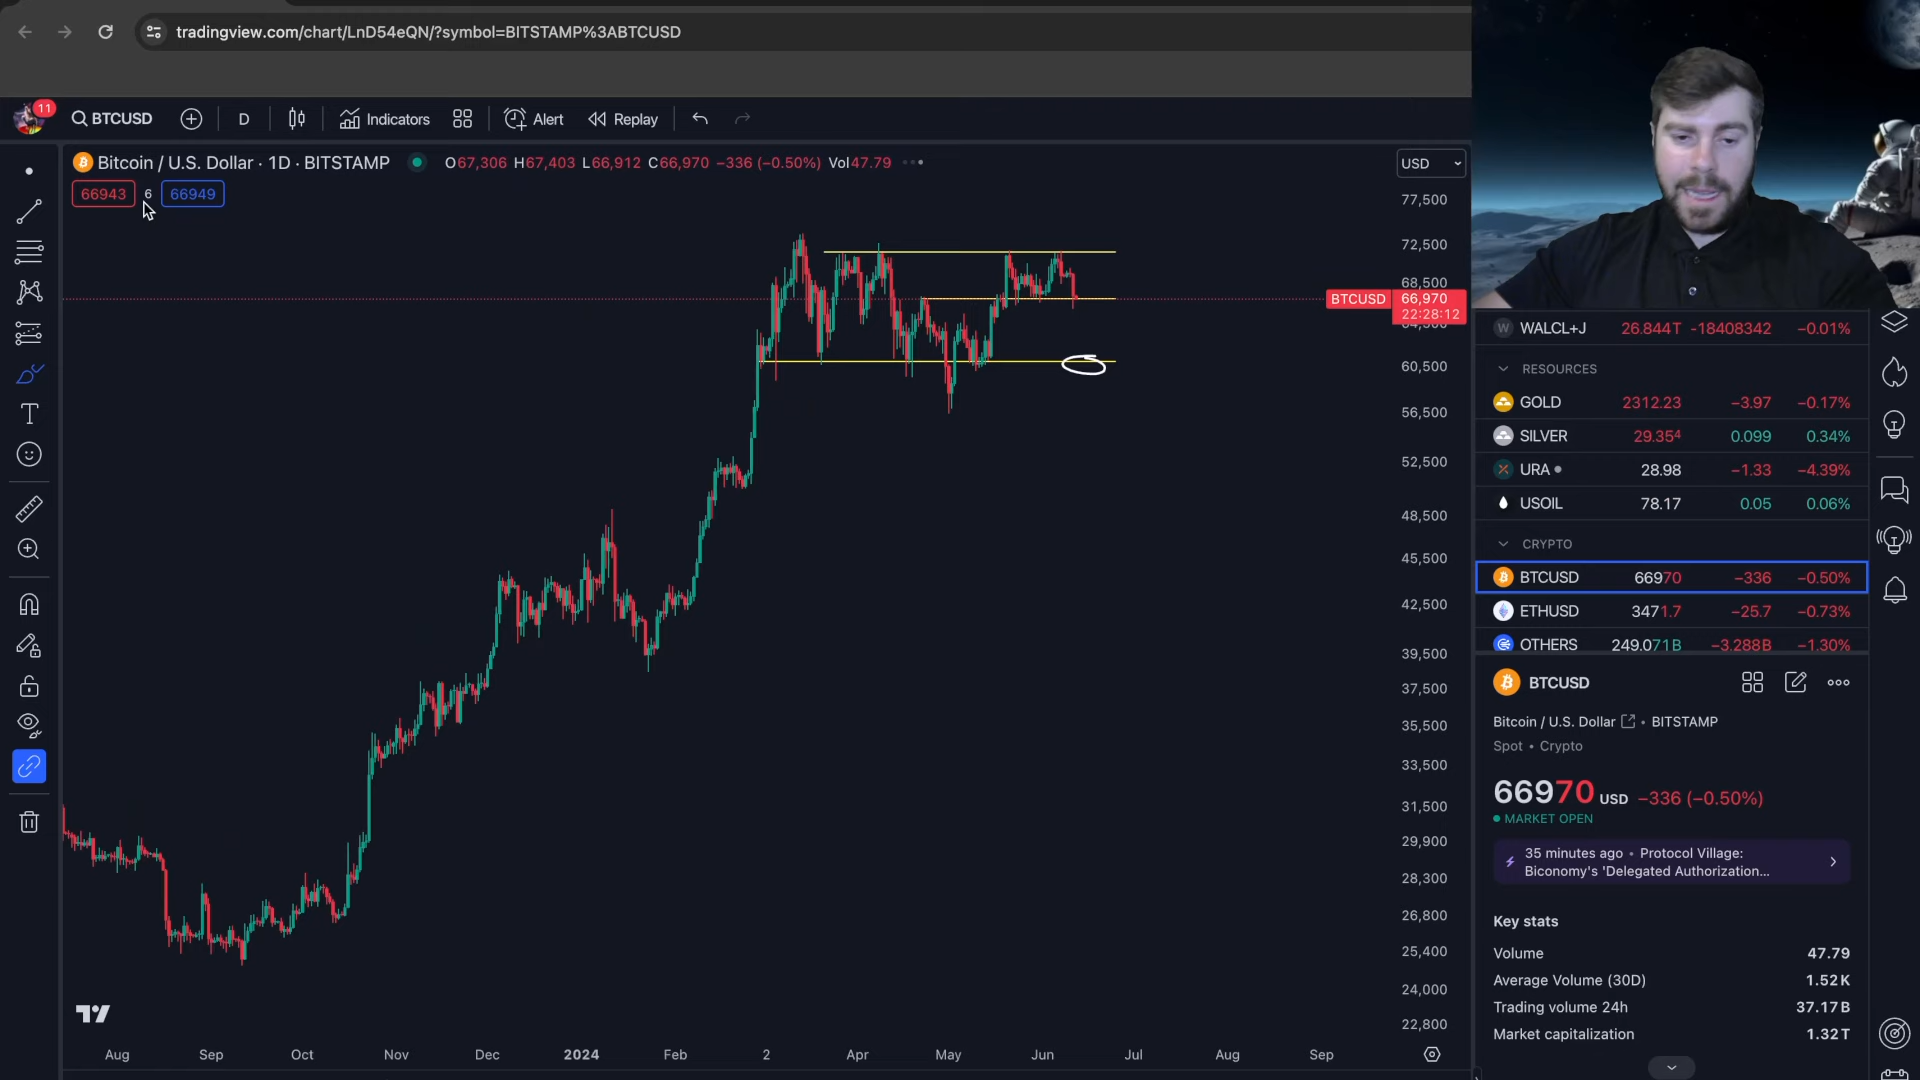 tradingview.com/chart/LnD54eQN/?symbol=BITSTAMP%3ABTCUSD
11
BTCUSD
D
Indicators
Alert
Replay
Bitcoin / U.S. Dollar · 1D · BITSTAMP
O67,306 H67,403 L66,912 C66,970 −336 (−0.50%) Vol47.79
USD
66943
6
66949
77,500
72,500
68,500
BTCUSD
66,970
22:28:12
60,500
56,500
52,500
48,500
45,500
42,500
39,500
37,500
35,500
33,500
31,500
29,900
28,300
26,800
25,400
24,000
22,800
Aug Sep Oct Nov Dec 2024 Feb 2 Apr May Jun Jul Aug Sep
WALCL+J 26.844T -18408342 −0.01%
RESOURCES
GOLD 2312.23 −3.97 −0.17%
SILVER 29.35⁴ 0.099 0.34%
URA 28.98 −1.33 −4.39%
USOIL 78.17 0.05 0.06%
CRYPTO
BTCUSD 66970 −336 −0.50%
ETHUSD 3471.7 −25.7 −0.73%
OTHERS 249.071B −3.288B −1.30%
BTCUSD
Bitcoin / U.S. Dollar • BITSTAMP
Spot • Crypto
66970 USD −336 (−0.50%)
MARKET OPEN
35 minutes ago • Protocol Village:
Biconomy's 'Delegated Authorization...
Key stats
Volume 47.79
Average Volume (30D) 1.52K
Trading volume 24h 37.17B
Market capitalization 1.32T